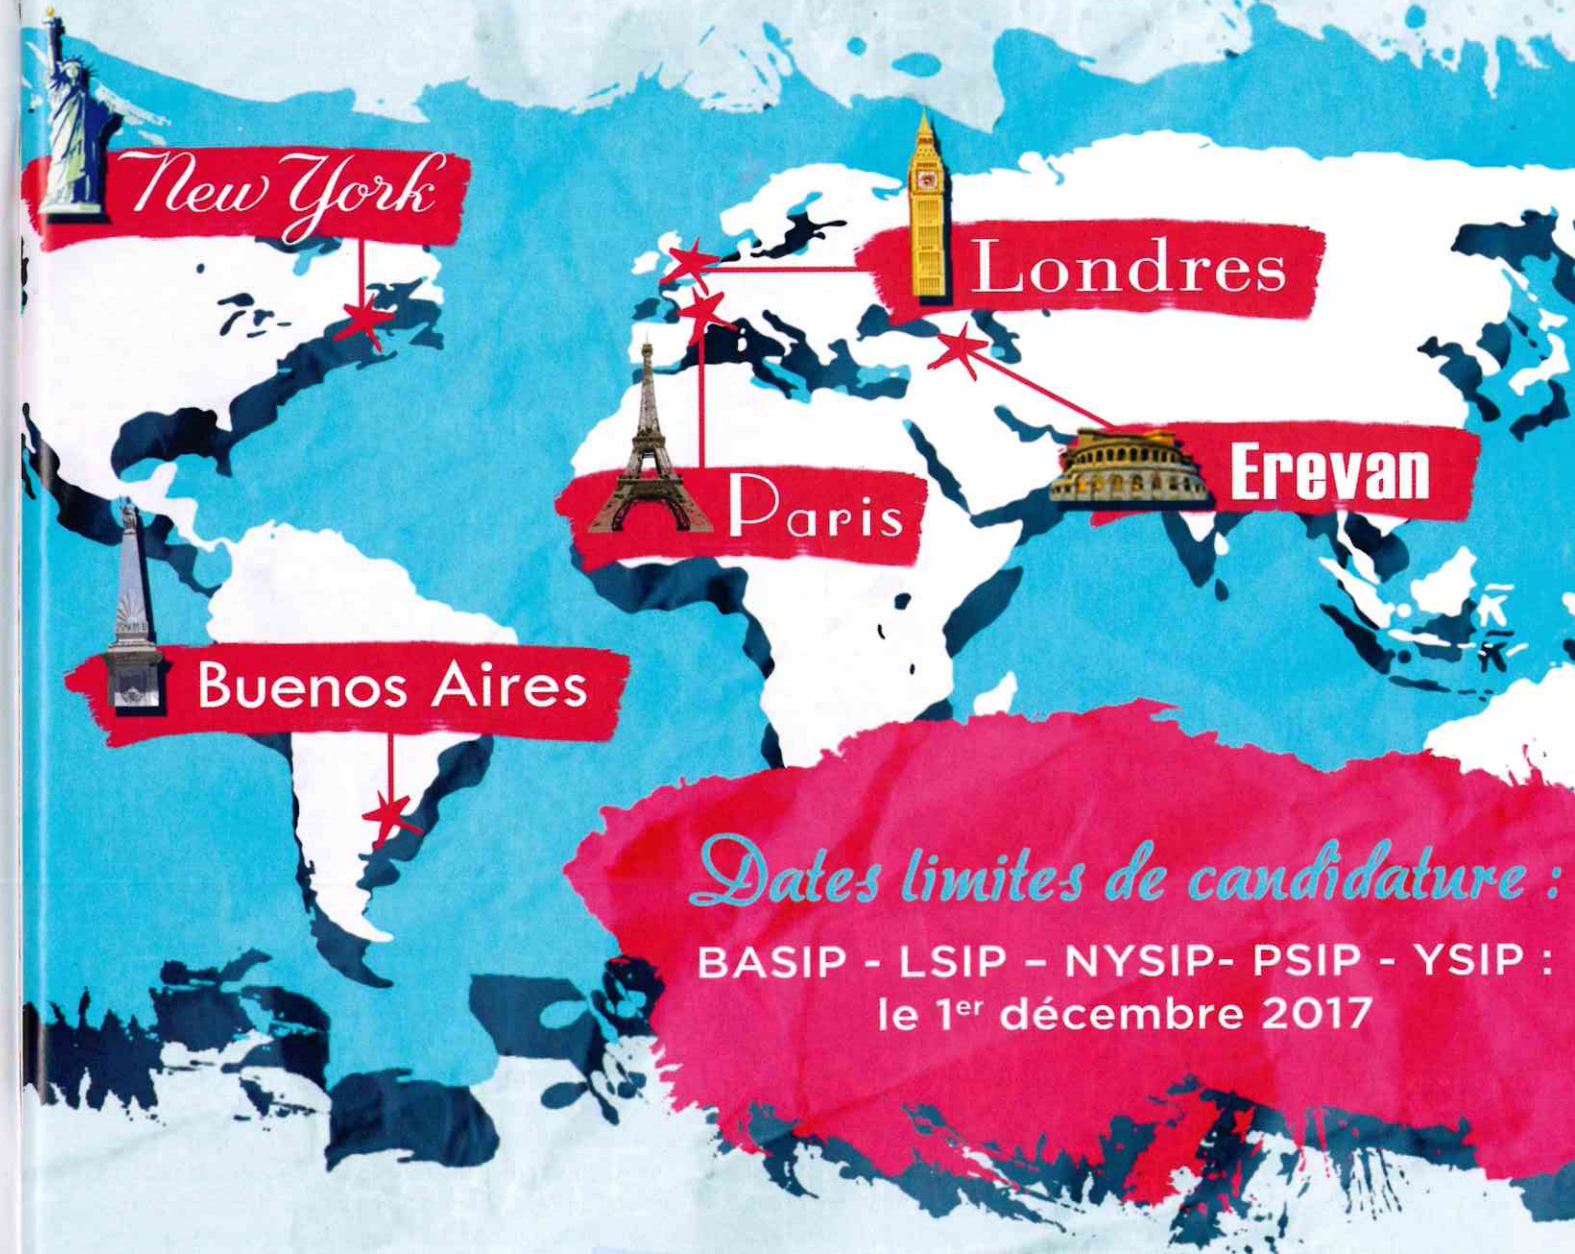 New York
Londres
Erevan
Paris
Buenos Aires
Dates limites de candidature :
BASIP - LSIP – NYSIP- PSIP - YSIP :
le 1er décembre 2017